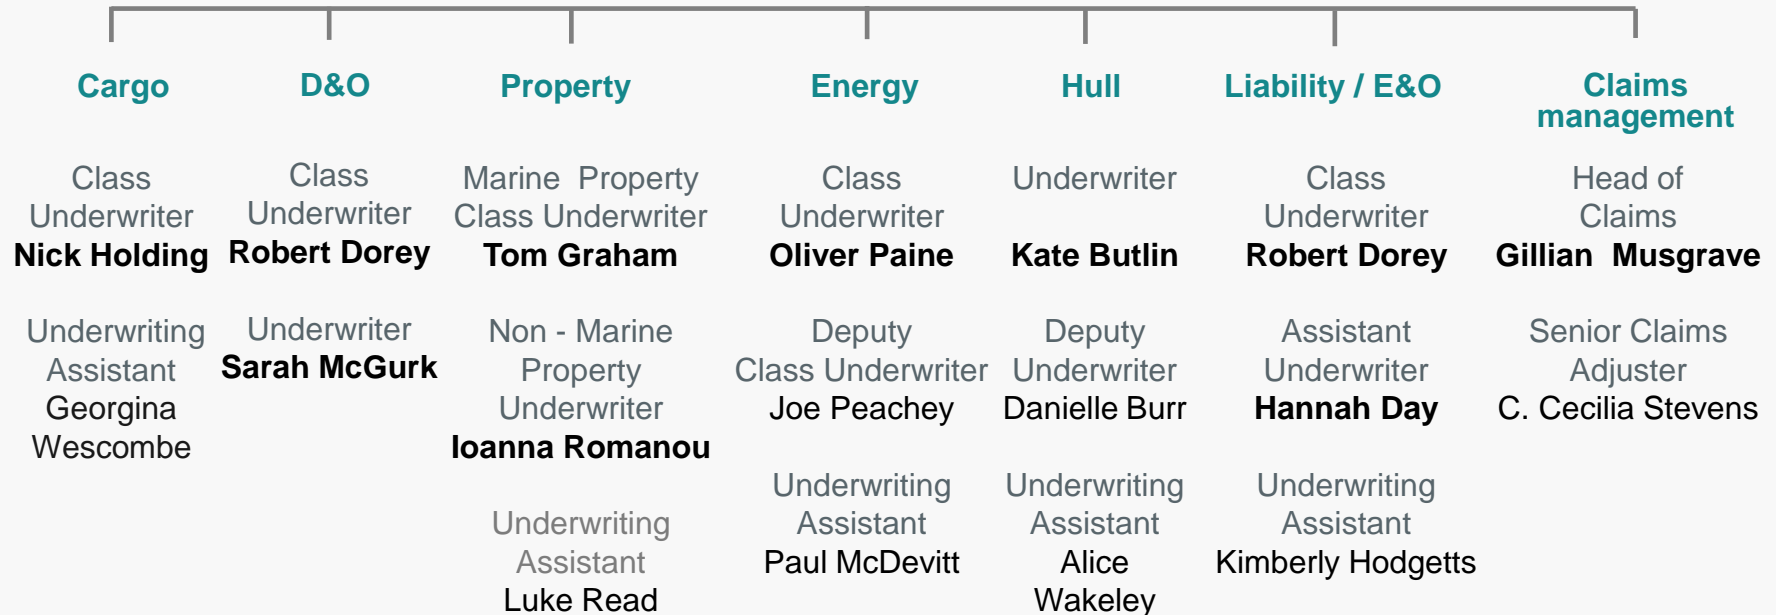 Cargo
Class
Underwriter
Nick Holding
Underwriting
Assistant
Georgina
Wescombe
D&O
Class
Underwriter
Robert Dorey
Underwriter
Sarah McGurk
Property
Marine Property
Class Underwriter
Tom Graham
Non - Marine
Property
Underwriter
Ioanna Romanou
Underwriting
Assistant
Luke Read
Energy
Class
Underwriter
Oliver Paine
Deputy
Class Underwriter
Joe Peachey
Underwriting
Assistant
Paul McDevitt
Hull
Underwriter
Kate Butlin
Deputy
Underwriter
Danielle Burr
Underwriting
Assistant
Alice
Wakeley
Liability / E&O
Class
Underwriter
Robert Dorey
Assistant
Underwriter
Hannah Day
Underwriting
Assistant
Kimberly Hodgetts
Claims
management
Head of
Claims
Gillian Musgrave
Senior Claims
Adjuster
C. Cecilia Stevens